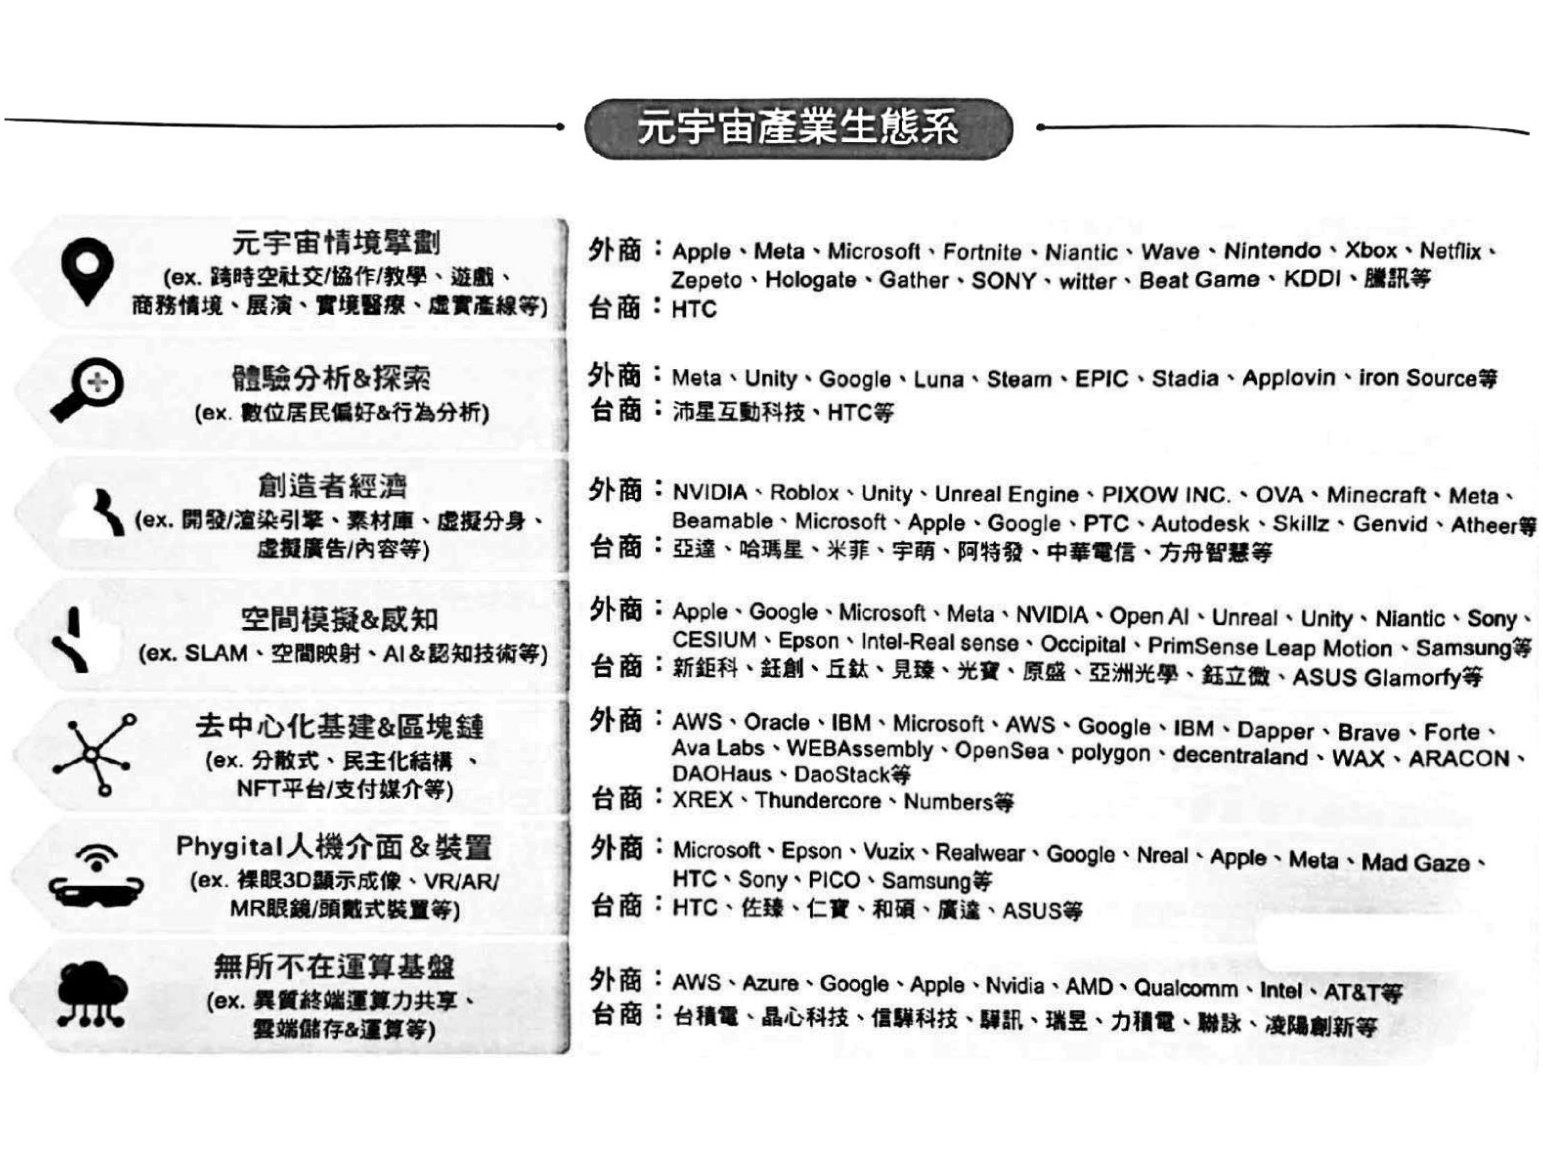 元宇宙產業生態系
元宇宙情境擘劃
(ex. 跨時空社交/協作/教學、遊戲、
商務情境、展演、實境醫療、虛實產線等)
外商：Apple、Meta、Microsoft、Fortnite、Niantic、Wave、Nintendo、Xbox、Netflix、
Zepeto、Hologate、Gather、SONY、witter、Beat Game、KDDI、騰訊等
台商：HTC
體驗分析&探索
(ex. 數位居民偏好&行為分析)
外商：Meta、Unity、Google、Luna、Steam、EPIC、Stadia、Applovin、iron Source等
台商：沛星互動科技、HTC等
創造者經濟
(ex. 開發/渲染引擎、素材庫、虛擬分身、
虛擬廣告/內容等)
外商：NVIDIA、Roblox、Unity、Unreal Engine、PIXOW INC.、OVA、Minecraft、Meta、
Beamable、Microsoft、Apple、Google、PTC、Autodesk、Skillz、Genvid、Atheer等
台商：亞達、哈瑪星、米菲、宇萌、阿特發、中華電信、方舟智慧等
空間模擬&感知
(ex. SLAM、空間映射、AI&認知技術等)
外商：Apple、Google、Microsoft、Meta、NVIDIA、Open AI、Unreal、Unity、Niantic、Sony、
CESIUM、Epson、Intel-Real sense、Occipital、PrimSense Leap Motion、Samsung等
台商：新鉅科、鈺創、丘鈦、見臻、光寶、原盛、亞洲光學、鈺立微、ASUS Glamorfy等
去中心化基建&區塊鏈
(ex. 分散式、民主化結構 、
NFT平台/支付媒介等)
外商：AWS、Oracle、IBM、Microsoft、AWS、Google、IBM、Dapper、Brave、Forte、
Ava Labs、WEBAssembly、OpenSea、polygon、decentraland、WAX、ARACON、
DAOHaus、DaoStack等
台商：XREX、Thundercore、Numbers等
Phygital人機介面＆裝置
(ex. 裸眼3D顯示成像、VR/AR/
MR眼鏡/頭戴式裝置等)
外商：Microsoft、Epson、Vuzix、Realwear、Google、Nreal、Apple、Meta、Mad Gaze、
HTC、Sony、PICO、Samsung等
台商：HTC、佐臻、仁寶、和碩、廣達、ASUS等
無所不在運算基盤
(ex. 異質終端運算力共享、
雲端儲存&運算等)
外商：AWS、Azure、Google、Apple、Nvidia、AMD、Qualcomm、Intel、AT&T等
台商：台積電、晶心科技、信驊科技、驊訊、瑞昱、力積電、聯詠、凌陽創新等